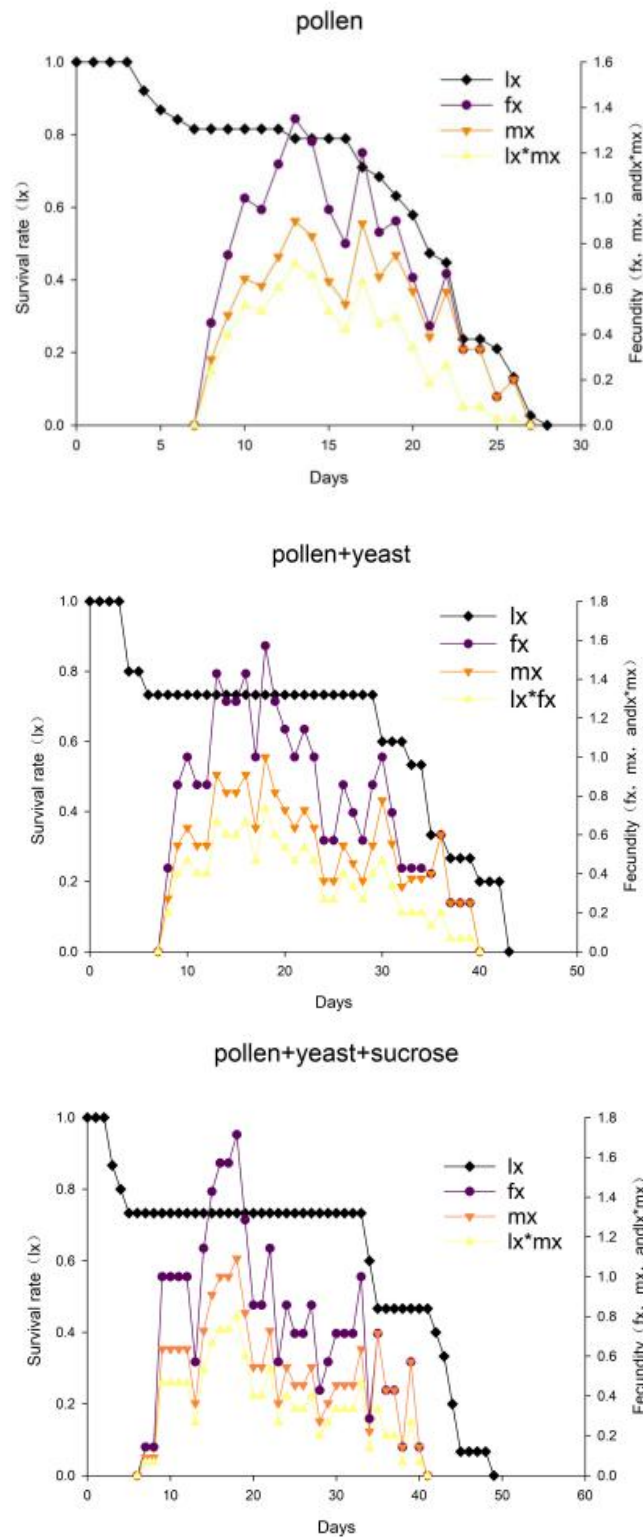 pollen
1.0
0.8
0.6
0.4
0.2
0.0
Survival rate（lx）
lx
fx
mx
lx*mx
1.6
1.4
1.2
1.0
0.8
0.6
0.4
0.2
0.0
Fecundity（fx, mx, andlx*mx）
0
5
10
15
20
25
30
Days
pollen+yeast
1.0
0.8
0.6
0.4
0.2
0.0
Survival rate（lx）
lx
fx
mx
lx*fx
1.8
1.6
1.4
1.2
1.0
0.8
0.6
0.4
0.2
0.0
Fecundity（fx, mx, andlx*mx）
0
10
20
30
40
50
Days
pollen+yeast+sucrose
1.0
0.8
0.6
0.4
0.2
0.0
Survival rate（lx）
lx
fx
mx
lx*mx
1.8
1.6
1.4
1.2
1.0
0.8
0.6
0.4
0.2
0.0
Fecundity（fx, mx, andlx*mx）
0
10
20
30
40
50
60
Days